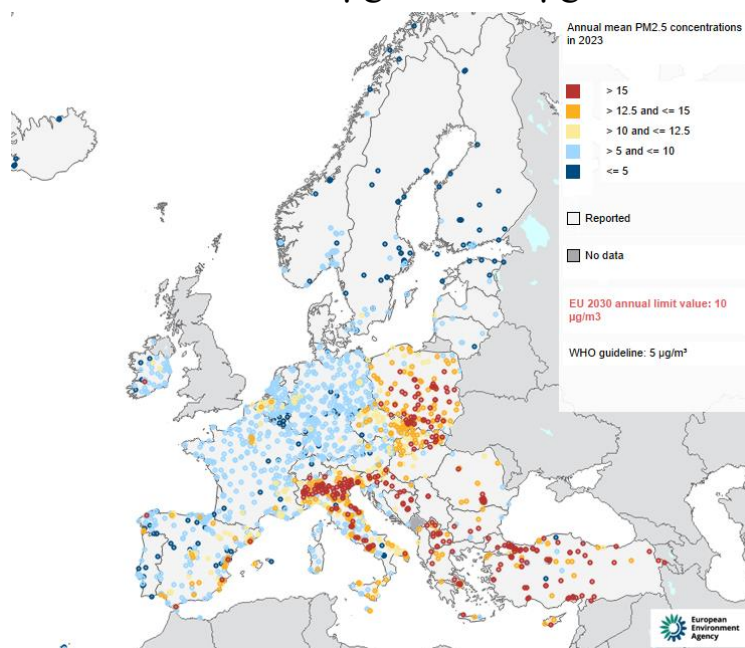 Annual mean PM2.5 concentrations
in 2023
> 15
> 12.5 and <= 15
> 10 and <= 12.5
> 5 and <= 10
<= 5
Reported
No data
EU 2030 annual limit value: 10
µg/m3
WHO guideline: 5 µg/m³
European
Environment
Agency